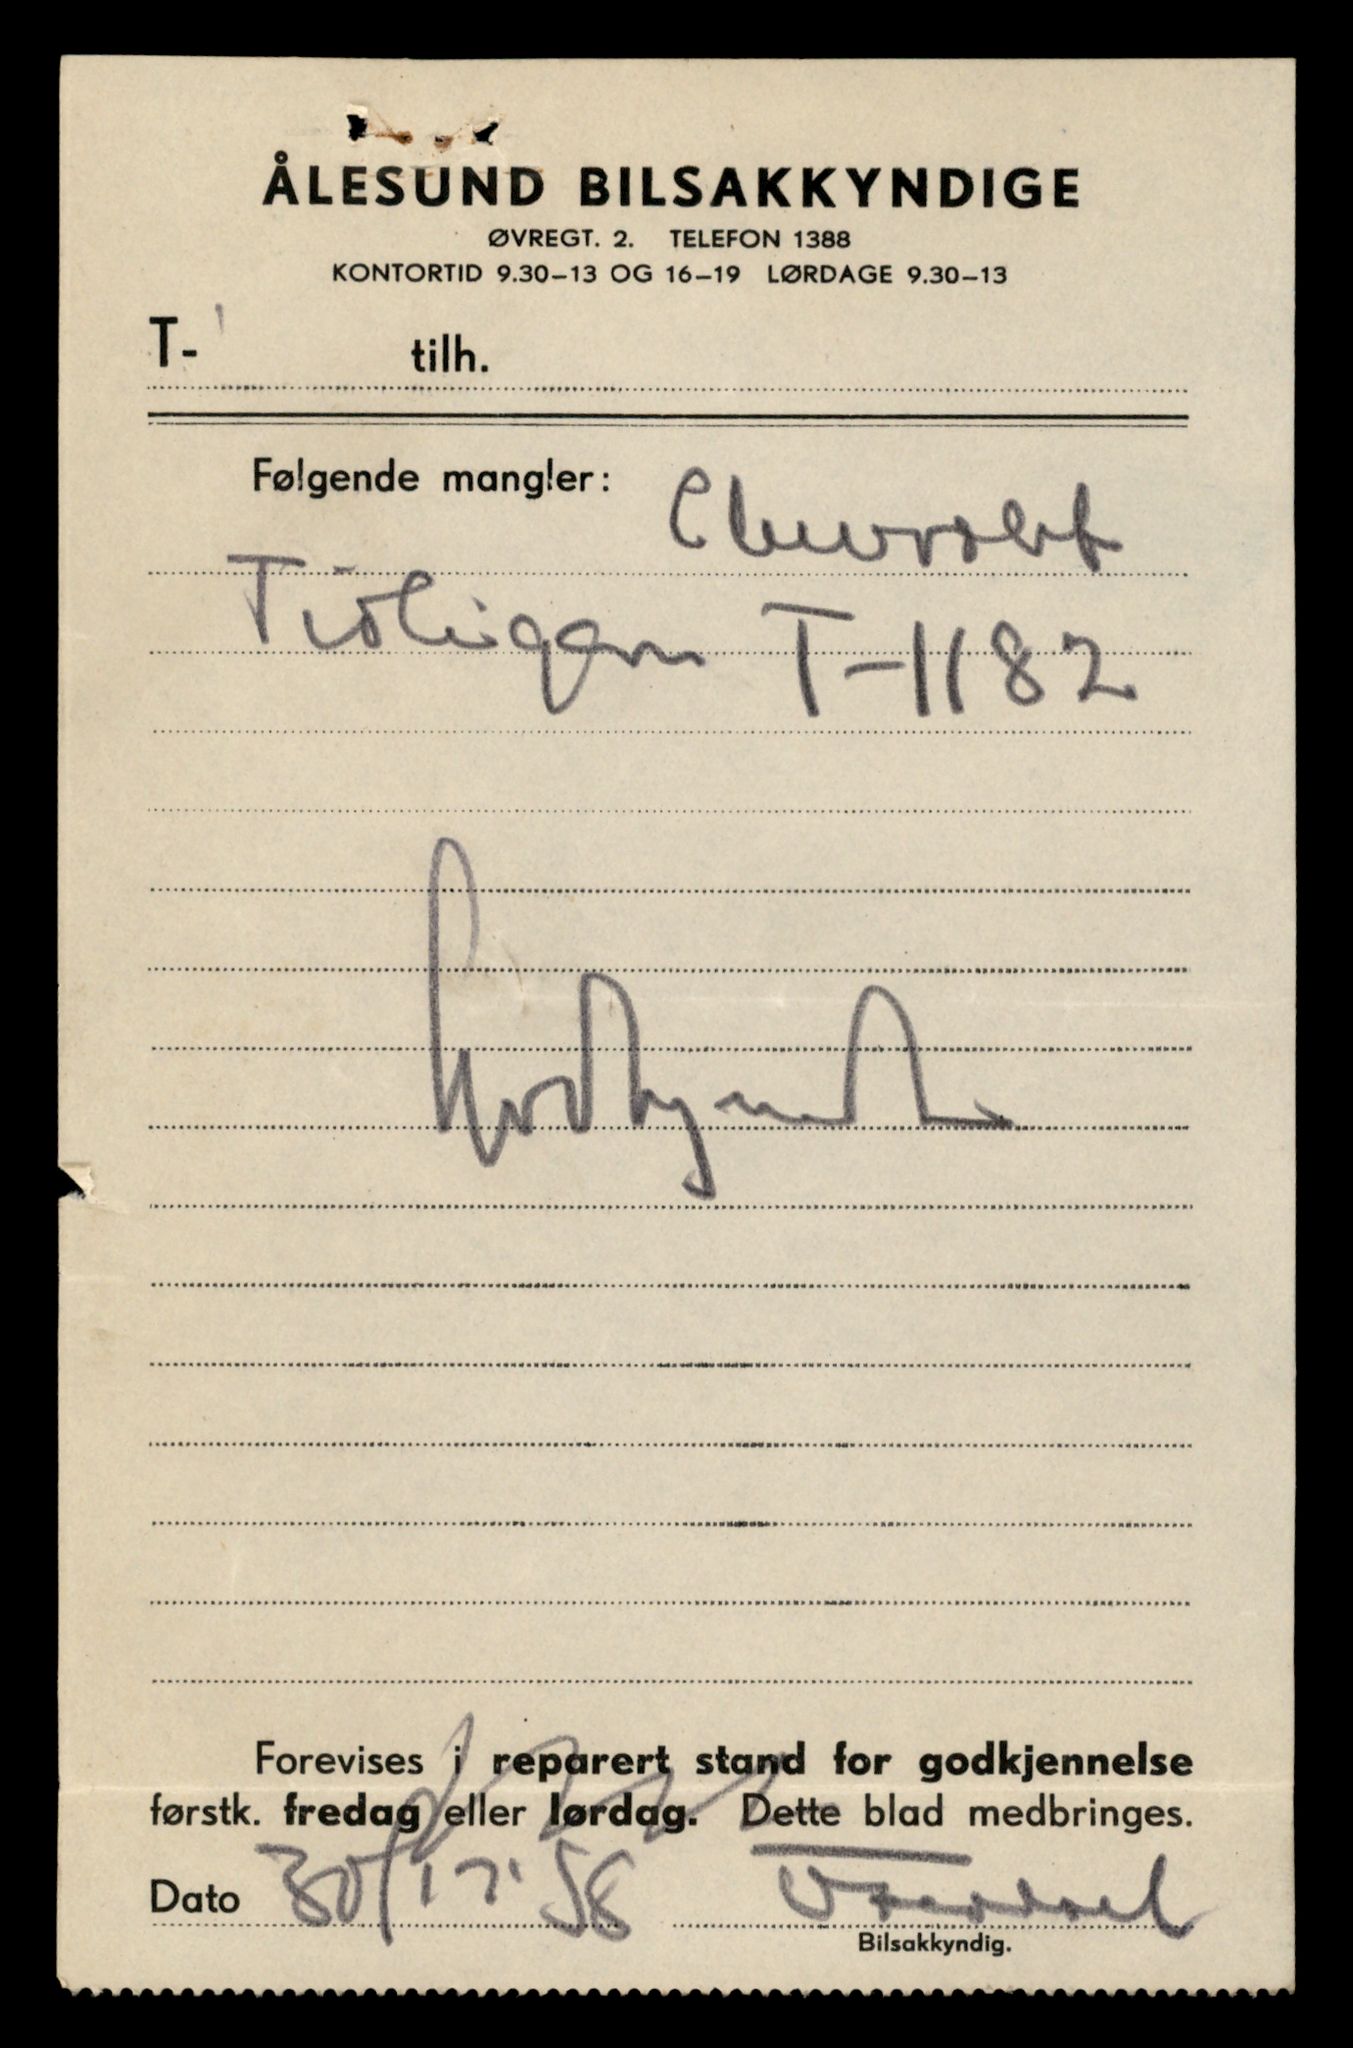 ÅLESUND BILSAKKYNDIGE
ØVREGT. 2. TELEFON 1388
KONTORTID 9.30–13 OG 16–19 LØRDAGE 9.30–13
T- tilh.
Følgende mangler: Chevrolet
Tidligere T-1182
Godkjendt
Forevises i reparert stand for godkjennelse
førstk. fredag eller lørdag. Dette blad medbringes.
Dato 30/12.58
Bilsakkyndig.